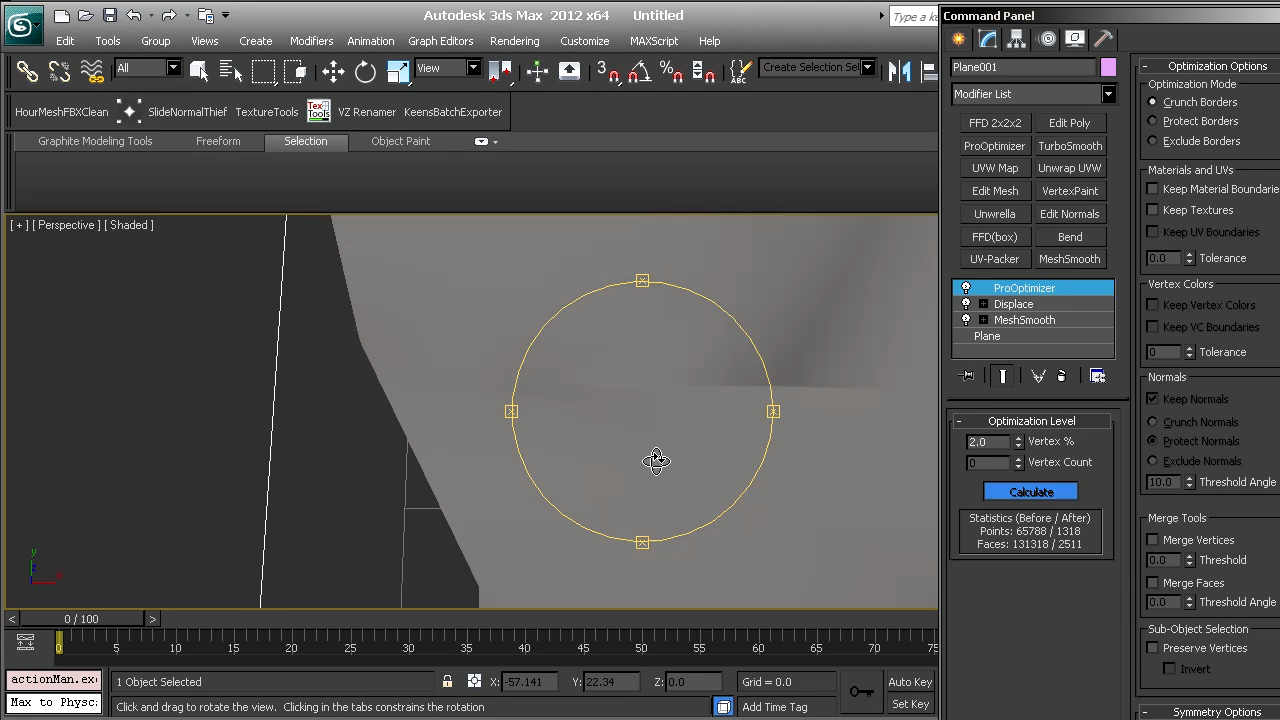 Autodesk 3ds Max 2012 x64 Untitled
Type a ke
Command Panel
Edit Tools Group Views Create Modifiers Animation Graph Editors Rendering Customize MAXScript Help
All
View
Create Selection Sel
HourMeshFBXClean SlideNormalThief TextureTools Tex TOOLS VZ Renamer KeensBatchExporter
Graphite Modeling Tools Freeform Selection Object Paint
[ + ] [ Perspective ] [ Shaded ]
Plane001
Modifier List
FFD 2x2x2 Edit Poly
ProOptimizer TurboSmooth
UVW Map Unwrap UVW
Edit Mesh VertexPaint
Unwrella Edit Normals
FFD(box) Bend
UV-Packer MeshSmooth
ProOptimizer
Displace
MeshSmooth
Plane
Optimization Level
2.0 Vertex %
0 Vertex Count
Calculate
Statistics (Before / After)
Points: 65788 / 1318
Faces: 131318 / 2511
Optimization Options
Optimization Mode
Crunch Borders
Protect Borders
Exclude Borders
Materials and UVs
Keep Material Boundarie
Keep Textures
Keep UV Boundaries
0.0 Tolerance
Vertex Colors
Keep Vertex Colors
Keep VC Boundaries
0 Tolerance
Normals
Keep Normals
Crunch Normals
Protect Normals
Exclude Normals
10.0 Threshold Angle
Merge Tools
Merge Vertices
0.0 Threshold
Merge Faces
0.0 Threshold Angle
Sub-Object Selection
Preserve Vertices
Invert
Symmetry Options
y
z
x
< 0 / 100 >
0 5 10 15 20 25 30 35 40 45 50 55 60 65 70 75
actionMan.exe
Max to Physc:
1 Object Selected
X: -57.141 Y: 22.34 Z: 0.0 Grid = 0.0
Auto Key
Click and drag to rotate the view. Clicking in the tabs constrains the rotation
Add Time Tag
Set Key